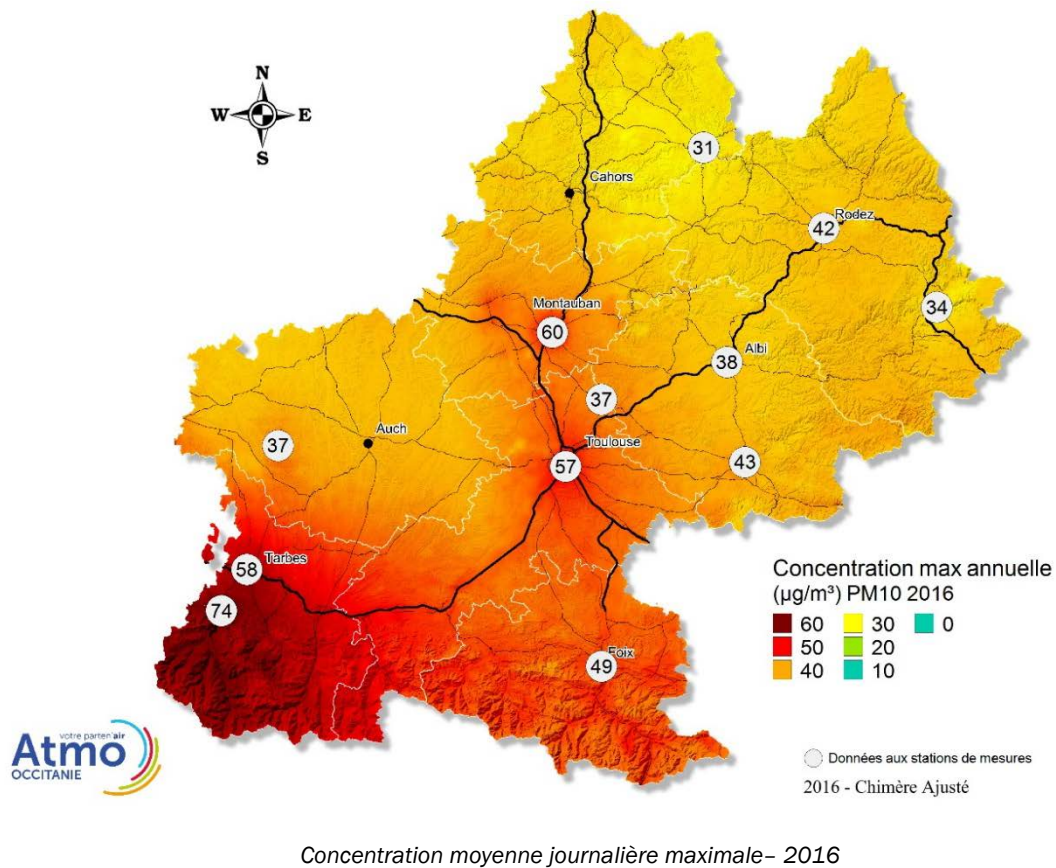 N
W E
S
31
Cahors
Rodez
42
34
Montauban
60
Albi
38
37
Auch
37
Toulouse
57
43
Tarbes
58
74
Foix
49
Concentration max annuelle
(µg/m³) PM10 2016
60 30 0
50 20
40 10
votre parten'air
Atmo
OCCITANIE
Données aux stations de mesures
2016 - Chimère Ajusté
Concentration moyenne journalière maximale– 2016